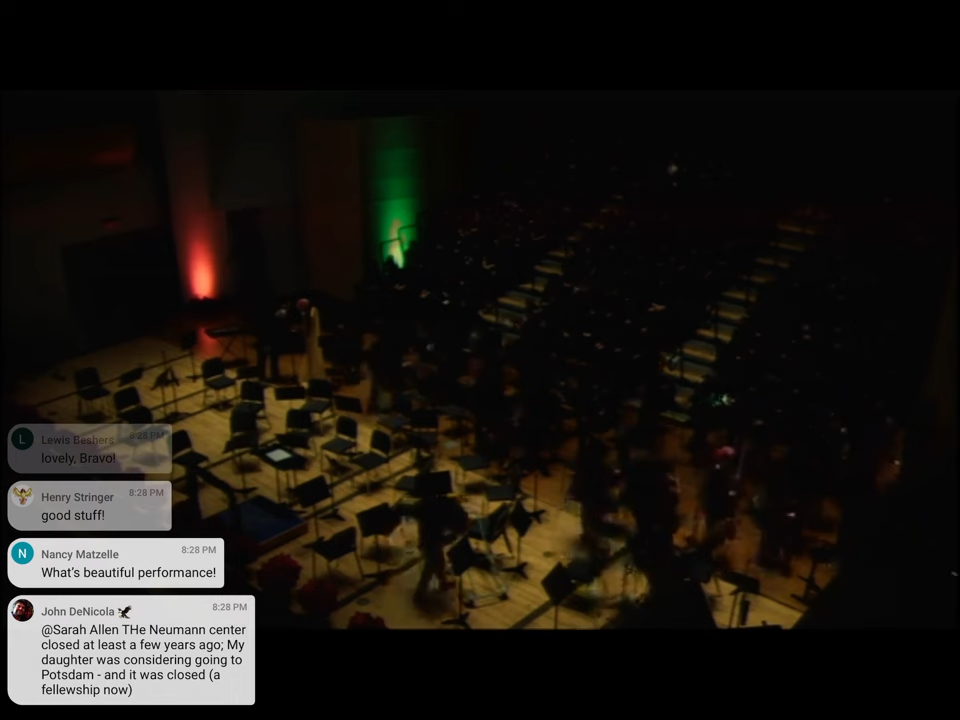 L
Lewis Beshers 8:28 PM
lovely, Bravo!
Henry Stringer 8:28 PM
good stuff!
N
Nancy Matzelle 8:28 PM
What's beautiful performance!
John DeNicola 8:28 PM
@Sarah Allen THe Neumann center
closed at least a few years ago; My
daughter was considering going to
Potsdam - and it was closed (a
fellewship now)